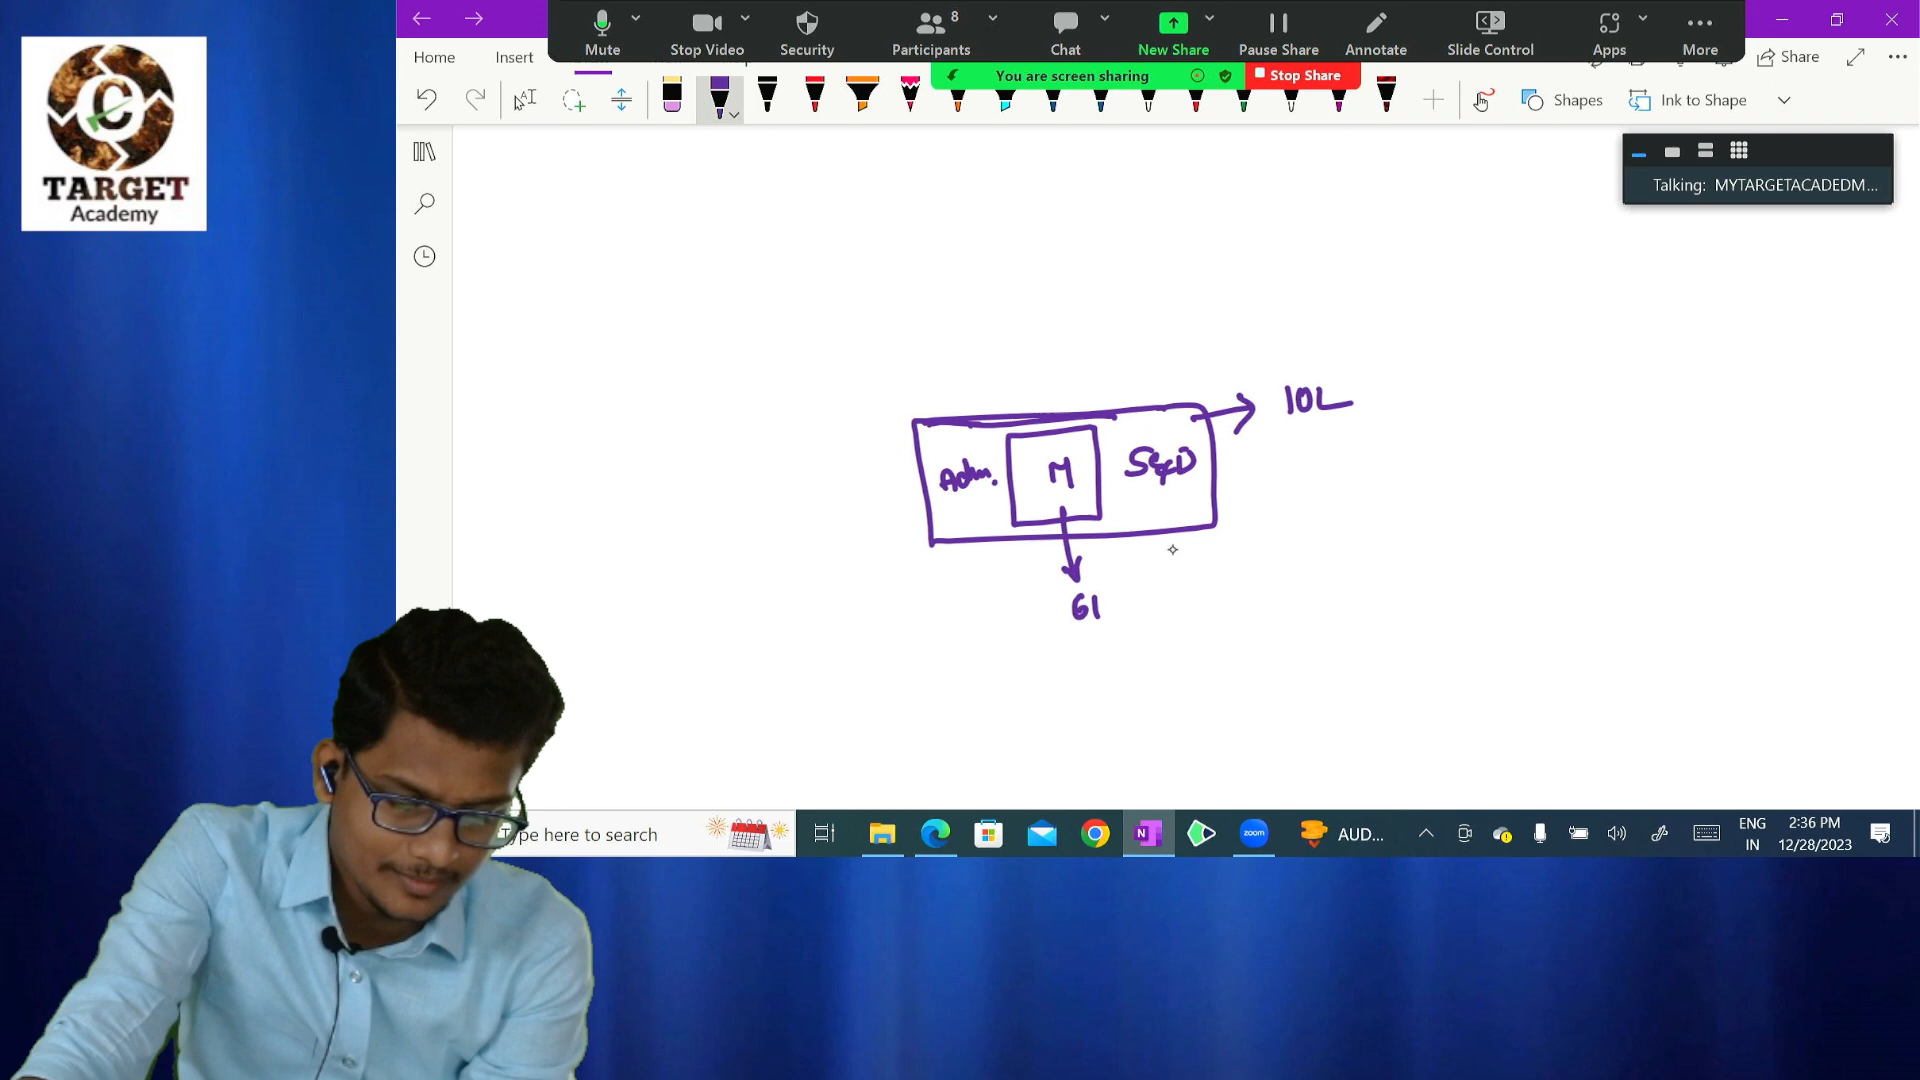 TARGET
Academy
Home
Insert
Mute
Stop Video
Security
Participants
8
Chat
New Share
Pause Share
Annotate
Slide Control
Apps
More
You are screen sharing
Stop Share
Share
Shapes
Ink to Shape
Talking: MYTARGETACADEDM...
10L
Adm.
M
S&D
61
Type here to search
AUD...
ENG
IN
2:36 PM
12/28/2023
zoom